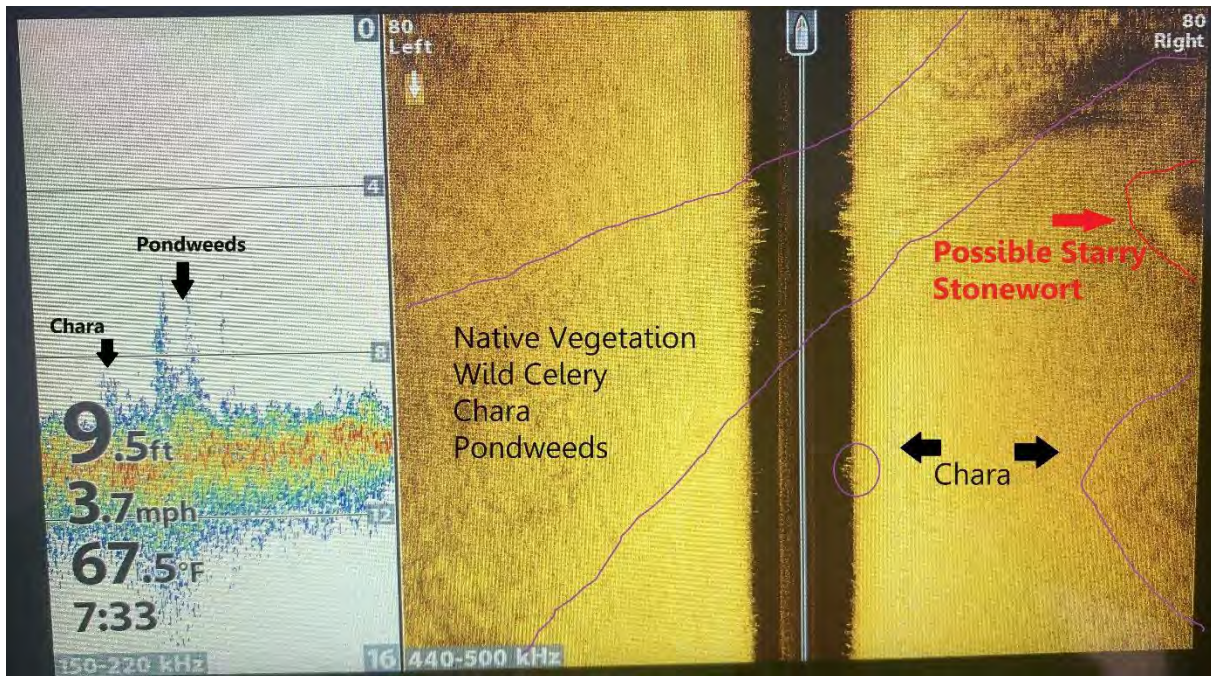 0
4
Pondweeds
Chara
8
9.5ft
3.7mph
12
67.5°F
7:33
150-220 kHz
16
80
Left
80
Right
Possible Starry
Stonewort
Native Vegetation
Wild Celery
Chara
Pondweeds
Chara
440-500 kHz